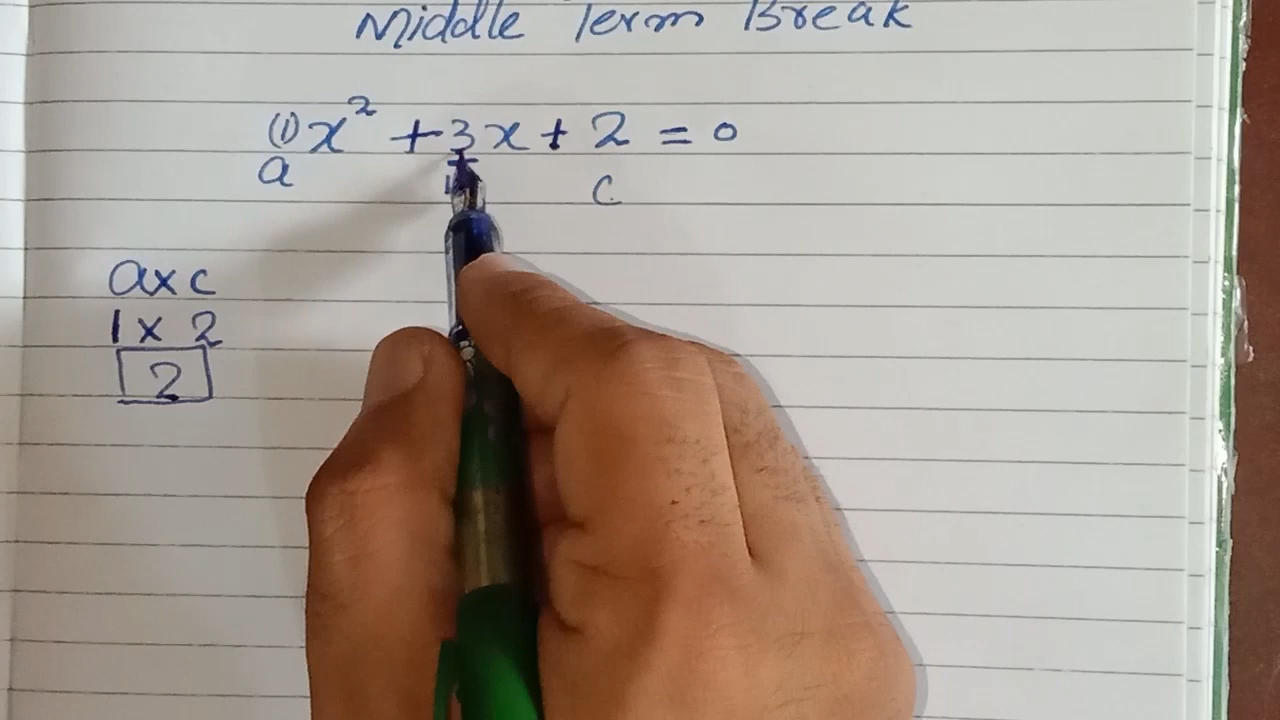 Middle Term Break
(1)x² + 3x + 2 = 0
a c
a x c
1 x 2
2